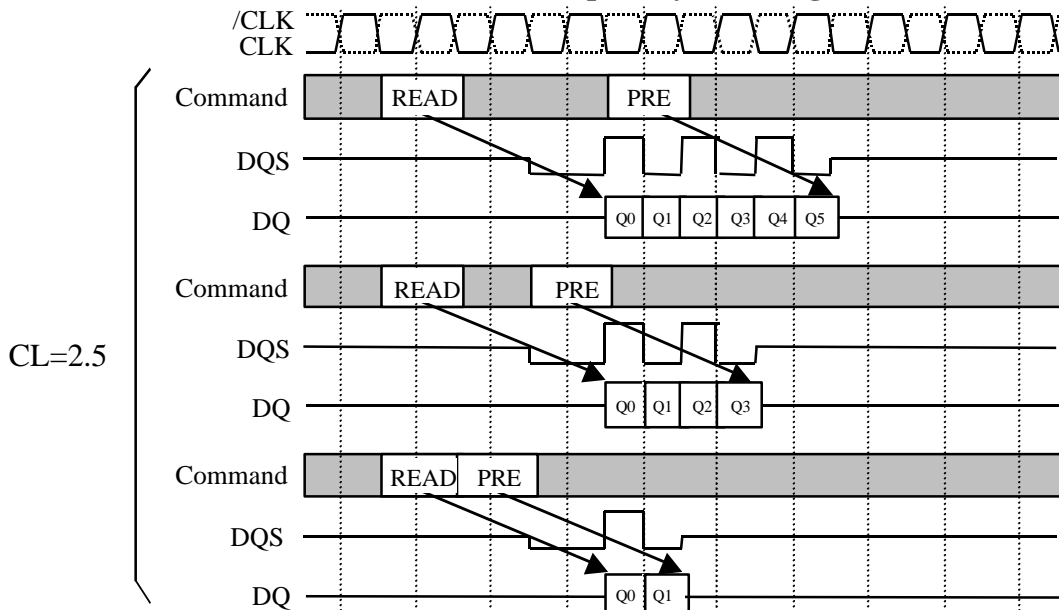 /CLK
CLK
Command READ PRE
DQS
DQ Q0 Q1 Q2 Q3 Q4 Q5
Command READ PRE
CL=2.5
DQS
DQ Q0 Q1 Q2 Q3
Command READ PRE
DQS
DQ Q0 Q1